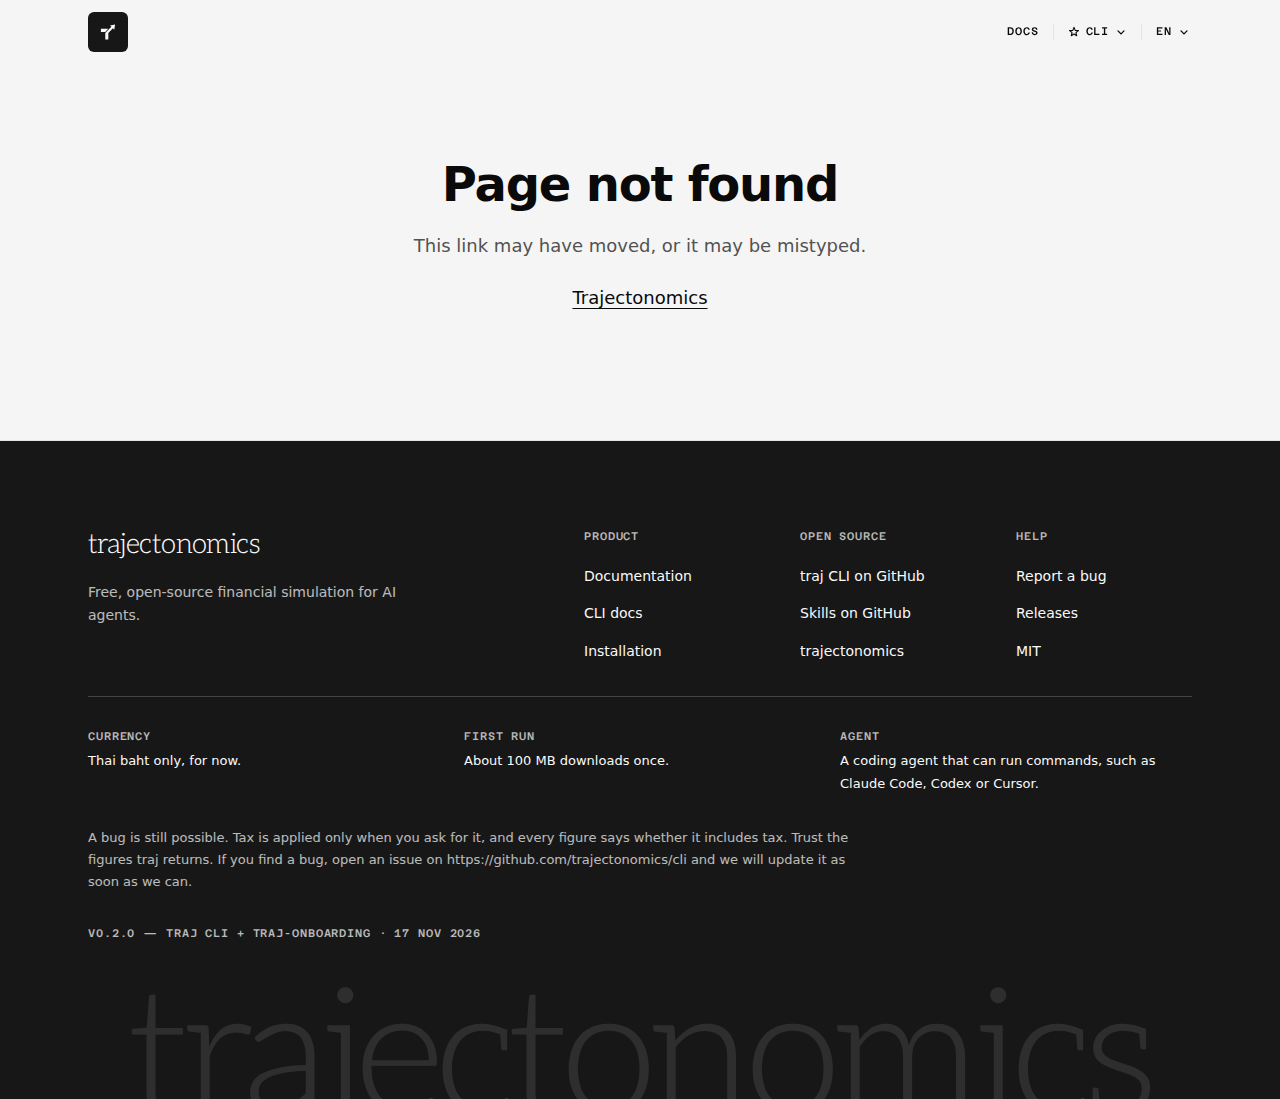 DOCS
CLI
EN
Page not found
This link may have moved, or it may be mistyped.
Trajectonomics
trajectonomics
Free, open-source financial simulation for AI
agents.
PRODUCT
Documentation
CLI docs
Installation
OPEN SOURCE
traj CLI on GitHub
Skills on GitHub
trajectonomics
HELP
Report a bug
Releases
MIT
CURRENCY
Thai baht only, for now.
FIRST RUN
About 100 MB downloads once.
AGENT
A coding agent that can run commands, such as
Claude Code, Codex or Cursor.
A bug is still possible. Tax is applied only when you ask for it, and every figure says whether it includes tax. Trust the
figures traj returns. If you find a bug, open an issue on https://github.com/trajectonomics/cli and we will update it as
soon as we can.
V0.2.0 — TRAJ CLI + TRAJ-ONBOARDING · 17 NOV 2026
trajectonomics